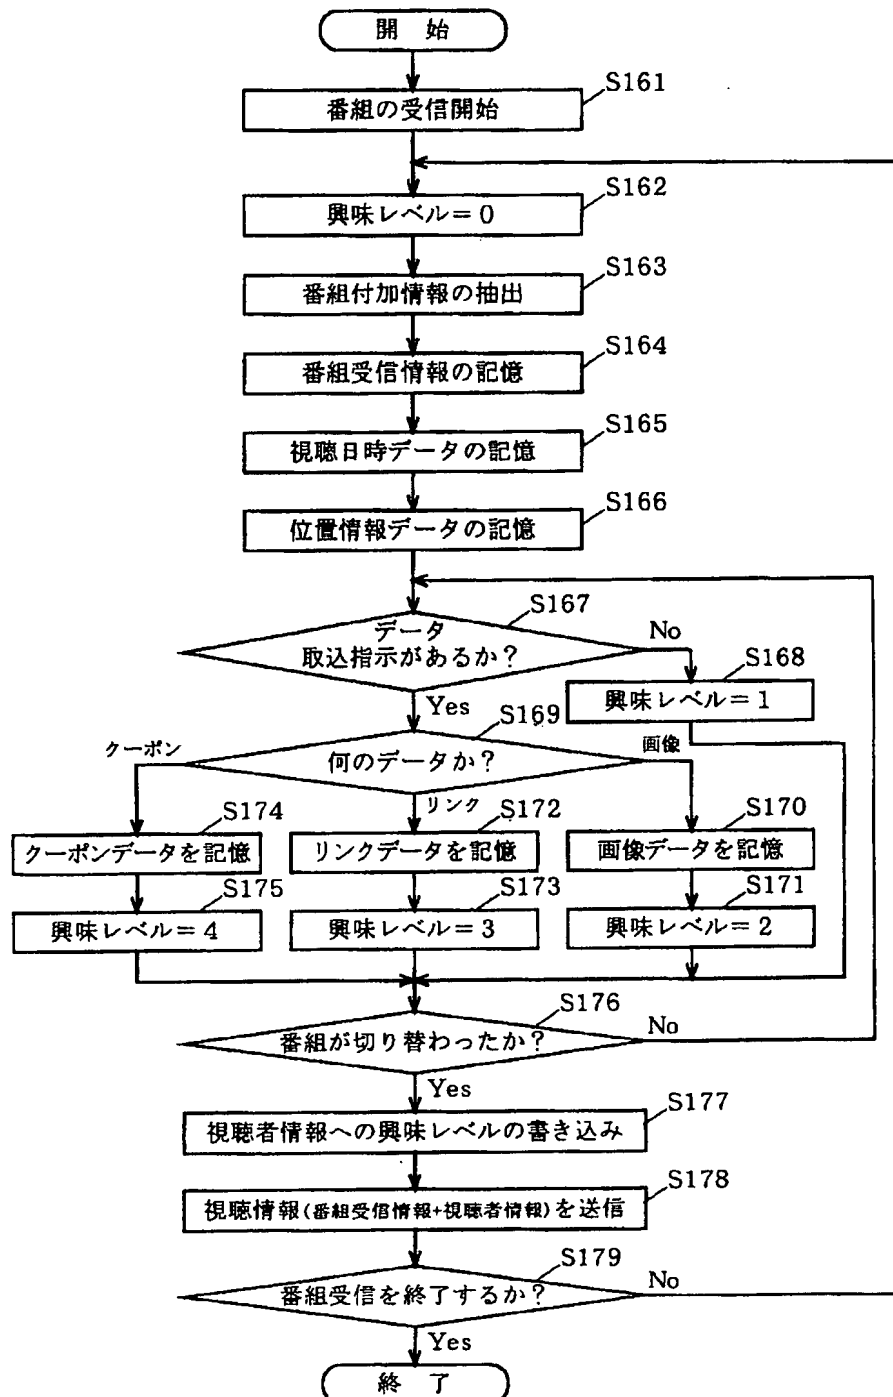 開 始
S161
番組の受信開始
S162
興味レベル＝0
S163
番組付加情報の抽出
S164
番組受信情報の記憶
S165
視聴日時データの記憶
S166
位置情報データの記憶
S167
データ
取込指示があるか？
No
Yes
S168
興味レベル＝1
S169
何のデータか？
クーポン
リンク
画像
S174
クーポンデータを記憶
S172
リンクデータを記憶
S170
画像データを記憶
S175
興味レベル＝4
S173
興味レベル＝3
S171
興味レベル＝2
S176
番組が切り替わったか？
No
Yes
S177
視聴者情報への興味レベルの書き込み
S178
視聴情報(番組受信情報+視聴者情報)を送信
S179
番組受信を終了するか？
No
Yes
終 了